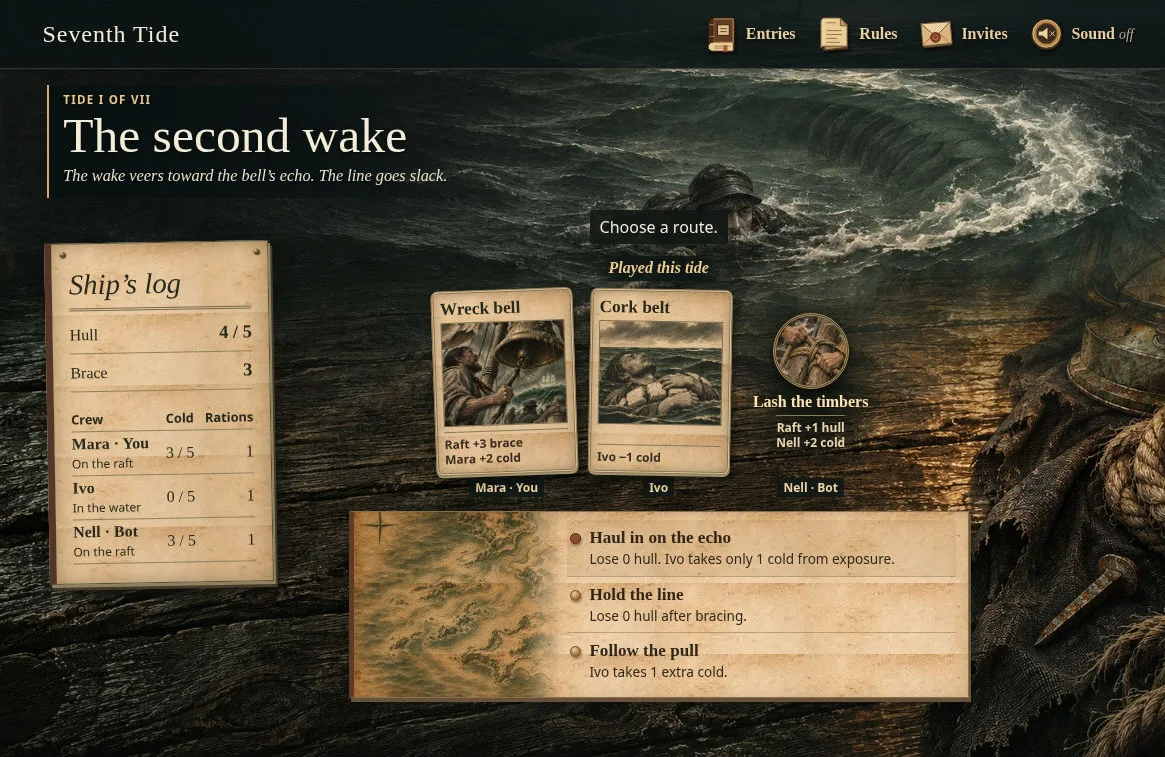 Seventh Tide
Entries
Rules
Invites
Sound off
TIDE I OF VII
The second wake
The wake veers toward the bell’s echo. The line goes slack.
Choose a route.
Played this tide
Ship’s log
Hull 4 / 5
Brace 3
Crew Cold Rations
Mara · You 3 / 5 1
On the raft
Ivo 0 / 5 1
In the water
Nell · Bot 3 / 5 1
On the raft
Wreck bell
Raft +3 brace
Mara +2 cold
Mara · You
Cork belt
Ivo −1 cold
Ivo
Lash the timbers
Raft +1 hull
Nell +2 cold
Nell · Bot
Haul in on the echo
Lose 0 hull. Ivo takes only 1 cold from exposure.
Hold the line
Lose 0 hull after bracing.
Follow the pull
Ivo takes 1 extra cold.